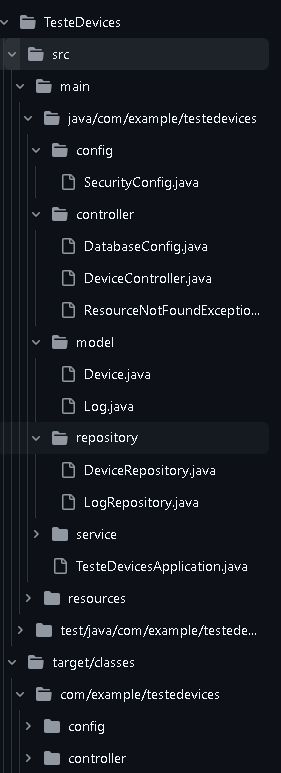 TesteDevices
src
main
java/com/example/testedevices
config
SecurityConfig.java
controller
DatabaseConfig.java
DeviceController.java
ResourceNotFoundExceptio...
model
Device.java
Log.java
repository
DeviceRepository.java
LogRepository.java
service
TesteDevicesApplication.java
resources
test/java/com/example/testede...
target/classes
com/example/testedevices
config
controller